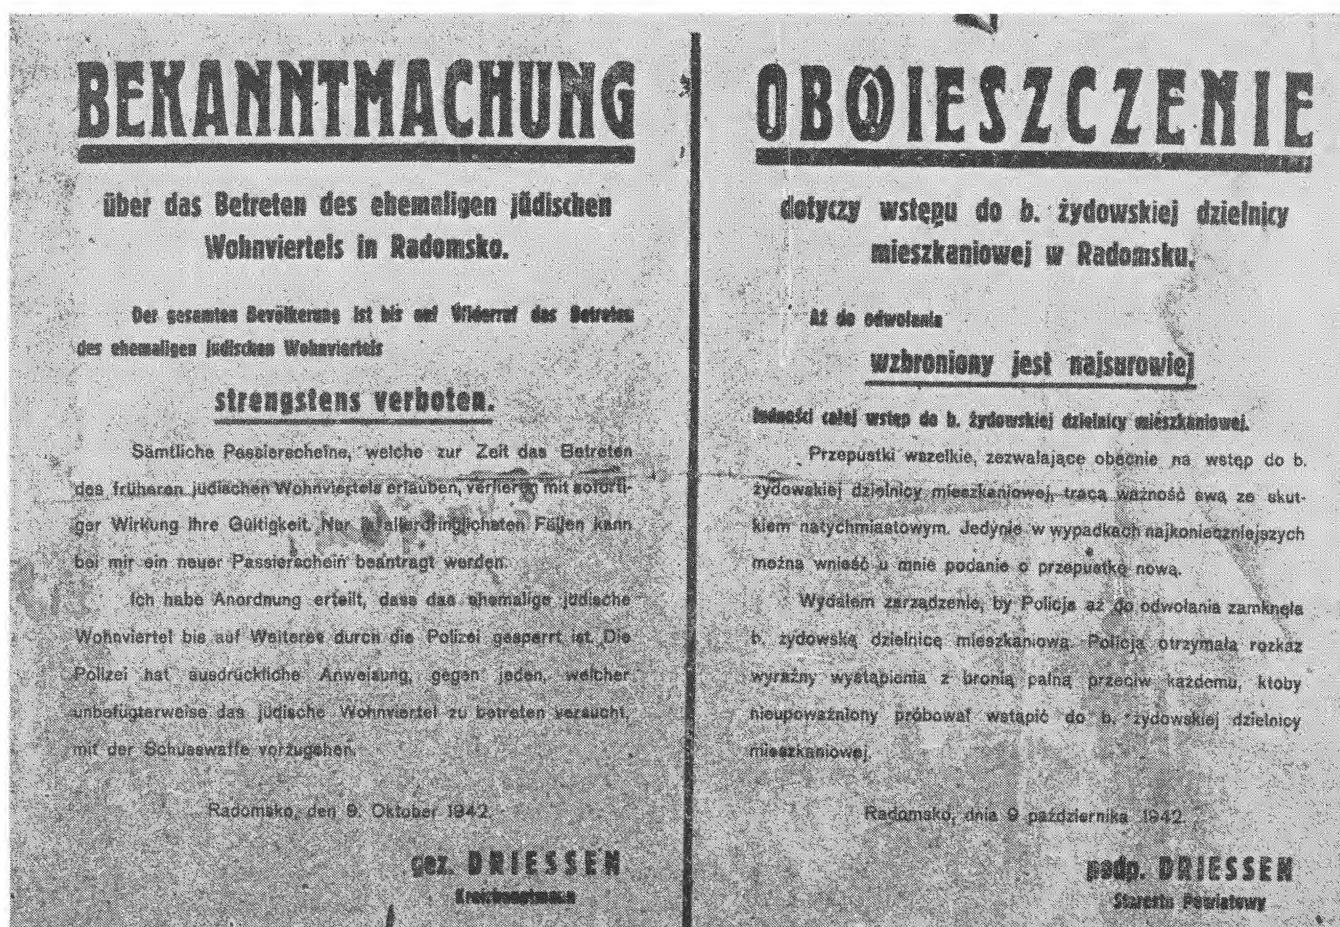 BEKANNTMACHUNG
über das Betreten des ehemaligen jüdischen
Wohnviertels in Radomsko.
Der gesamten Bevölkerung ist bis auf Widerruf das Betreten
des ehemaligen jüdischen Wohnviertels
strengstens verboten.
Sämtliche Passierscheine, welche zur Zeit das Betreten
des früheren jüdischen Wohnviertels erlauben, verlieren mit soforti-
ger Wirkung ihre Gültigkeit. Nur in allerdringlichsten Fällen kann
bei mir ein neuer Passierschein beantragt werden.
Ich habe Anordnung erteilt, dass das ehemalige jüdische
Wohnviertel bis auf Weiteres durch die Polizei gesperrt ist. Die
Polizei hat ausdrückliche Anweisung, gegen jeden, welcher
unbefugterweise das jüdische Wohnviertel zu betreten versucht,
mit der Schusswaffe vorzugehen.
Radomsko, den 9. Oktober 1942.
gez. DRIESSEN
Kreishauptmann
OBWIESZCZENIE
dotyczy wstępu do b. żydowskiej dzielnicy
mieszkaniowej w Radomsku.
Aż do odwołania
wzbroniony jest najsurowiej
ludności całej wstęp do b. żydowskiej dzielnicy mieszkaniowej.
Przepustki wszelkie, zezwalające obecnie na wstęp do b.
żydowskiej dzielnicy mieszkaniowej, tracą ważność swą ze skut-
kiem natychmiastowym. Jedynie w wypadkach najkonieczniejszych
można wnieść u mnie podanie o przepustkę nową.
Wydałem zarządzenie, by Policja aż do odwołania zamknęła
b. żydowską dzielnicę mieszkaniową. Policja otrzymała rozkaz
wyraźny wystąpienia z bronią palną przeciw każdemu, ktoby
nieupoważniony próbował wstąpić do b. żydowskiej dzielnicy
mieszkaniowej.
Radomsko, dnia 9 października 1942.
podp. DRIESSEN
Starosta Powiatowy